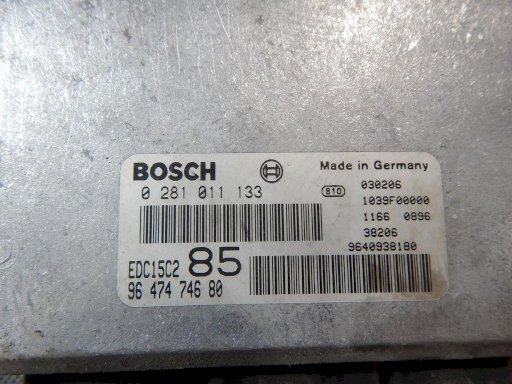 BOSCH Made in Germany
0 281 011 133 810 030206
1039F00000
1166 0896
38206
9640938180
EDC15C2 85
96 474 746 80